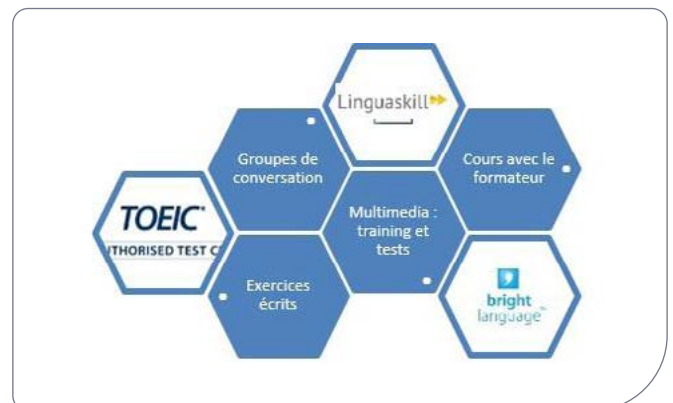 Linguaskill
Groupes de
conversation
Cours avec le
formateur
TOEIC
THORISED TEST C
Multimedia :
training et
tests
Exercices
écrits
bright
language